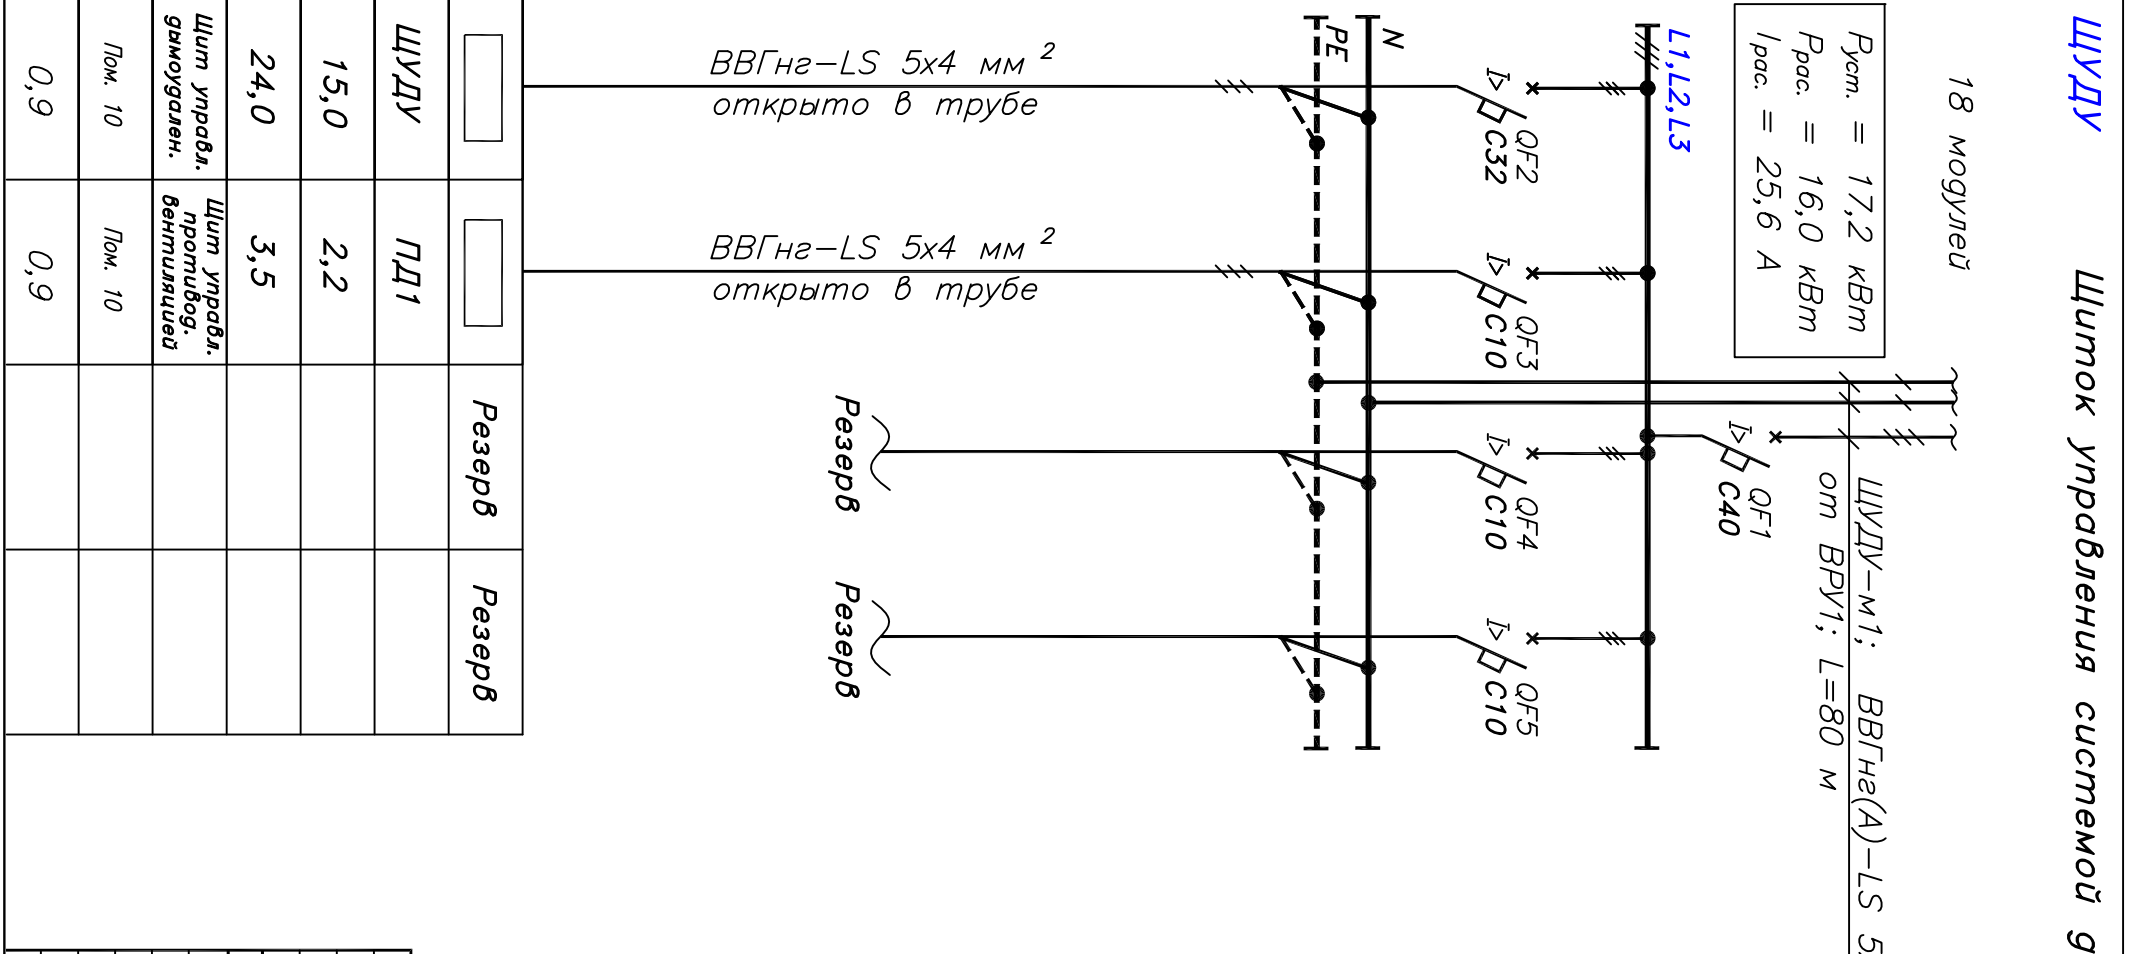 ЩУДУ Щиток управления системой д
18 модулей
Руст. = 17,2 кВт
Ррас. = 16,0 кВт
Iрас. = 25,6 А
ЩУДУ-м1; ВВГнг(А)-LS 5
от ВРУ1; L=80 м
QF1
C40
L1,L2,L3
I>
I>
I>
I>
I>
QF2
C32
QF3
C10
QF4
C10
QF5
C10
N
PE
ВВГнг-LS 5х4 мм 2
открыто в трубе
ВВГнг-LS 5х4 мм 2
открыто в трубе
Резерв
Резерв
Резерв
Резерв
ЩУДУ
ПД1
15,0
2,2
24,0
3,5
Щит управл.
дымоудален.
Щит управл.
противод.
вентиляцией
Пом. 10
Пом. 10
0,9
0,9